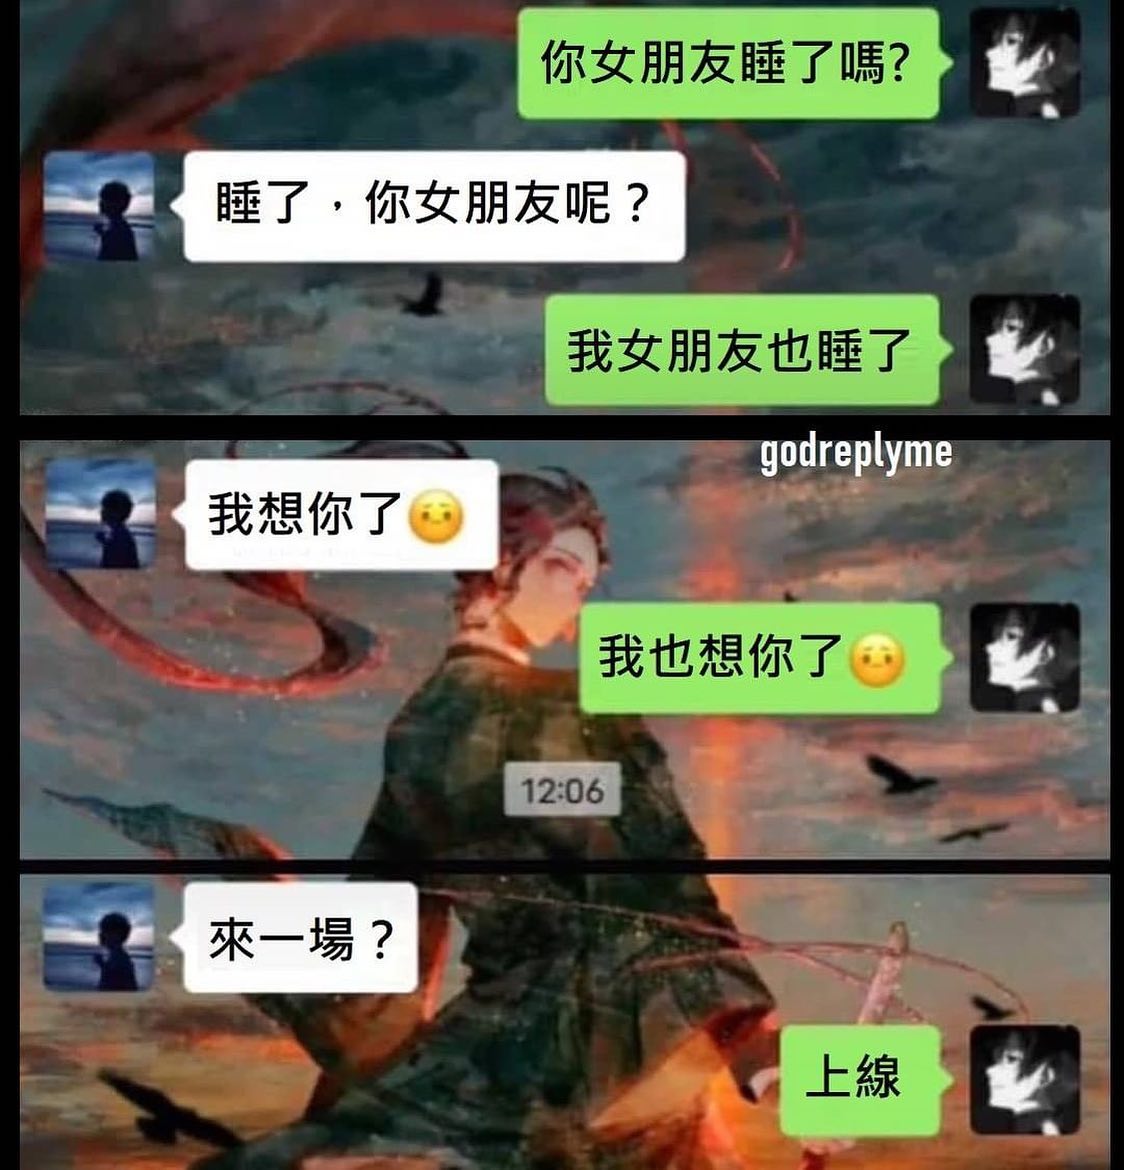 你女朋友睡了嗎?
睡了，你女朋友呢？
我女朋友也睡了
godreplyme
我想你了🥺
我也想你了🥺
12:06
來一場？
上線